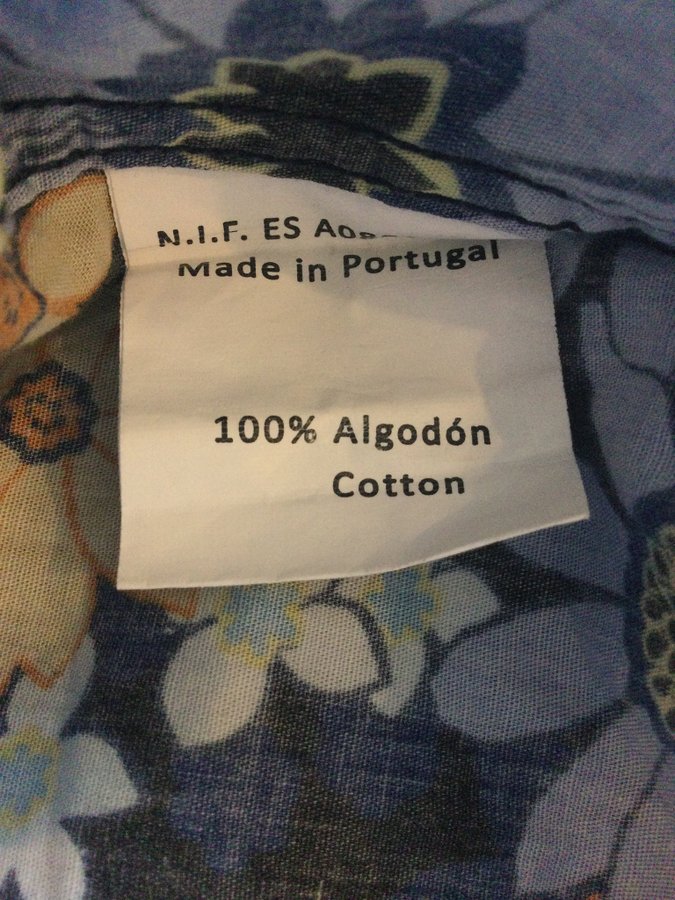 N.I.F. ES
Made in Portugal
100% Algodón
Cotton